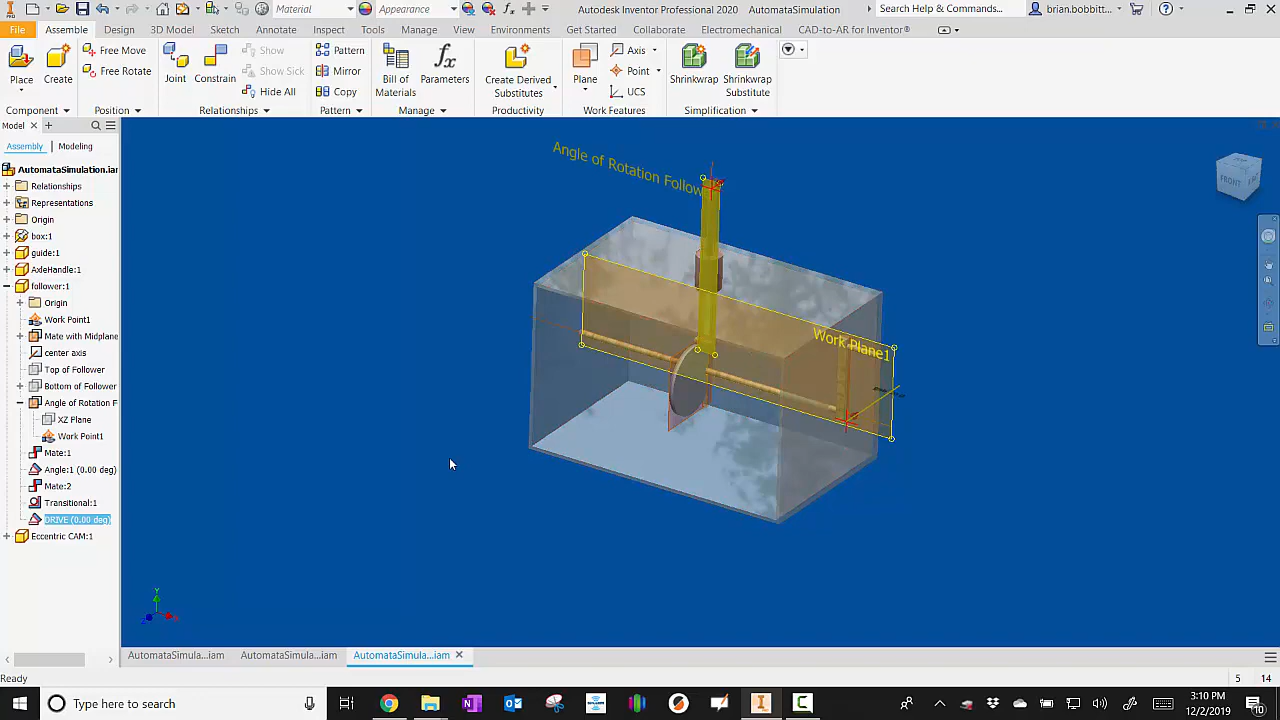 Material
Appearance
Autodesk Inventor Professional 2020
AutomataSimulation
Search Help & Commands...
brian.bobbitt...
File
Assemble
Design
3D Model
Sketch
Annotate
Inspect
Tools
Manage
View
Environments
Get Started
Collaborate
Electromechanical
CAD-to-AR for Inventor®
Place
Create
Free Move
Free Rotate
Joint
Constrain
Show
Show Sick
Hide All
Pattern
Mirror
Copy
Bill of Materials
Parameters
Create Derived Substitutes
Plane
Axis
Point
UCS
Shrinkwrap
Shrinkwrap Substitute
Component
Position
Relationships
Pattern
Manage
Productivity
Work Features
Simplification
Model
Assembly
Modeling
AutomataSimulation.iam
Relationships
Representations
Origin
box:1
guide:1
AxleHandle:1
follower:1
Origin
Work Point1
Mate with Midplane
center axis
Top of Follower
Bottom of Follower
Angle of Rotation F
XZ Plane
Work Point1
Mate:1
Angle:1 (0.00 deg)
Mate:2
Transitional:1
DRIVE (0.00 deg)
Eccentric CAM:1
Angle of Rotation Follow
Work Plane1
FRONT
Y
AutomataSimula...iam
AutomataSimula...iam
AutomataSimula...iam
5
14
Type here to search
3:10 PM
12/2/2019